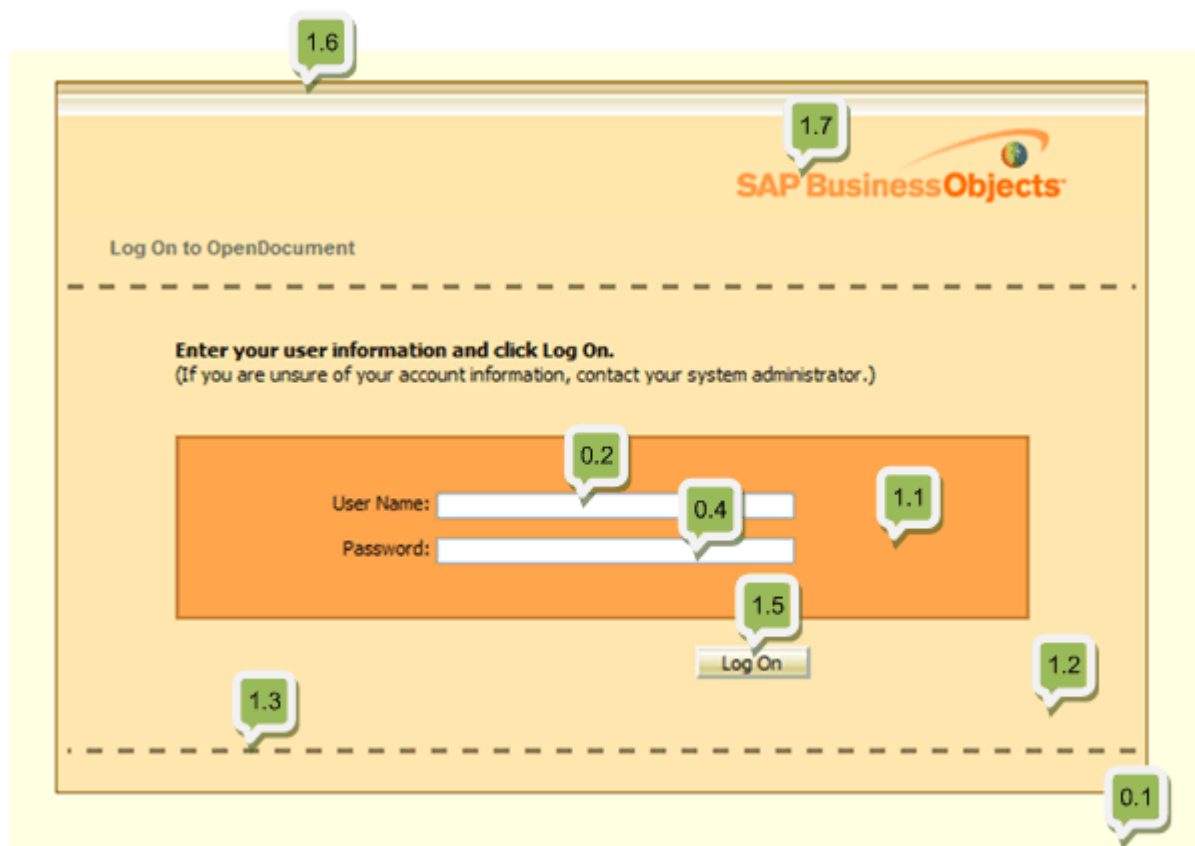 1.6
1.7
SAP BusinessObjects™
Log On to OpenDocument
Enter your user information and click Log On.
(If you are unsure of your account information, contact your system administrator.)
0.2
User Name:
0.4
1.1
Password:
1.5
Log On
1.2
1.3
0.1